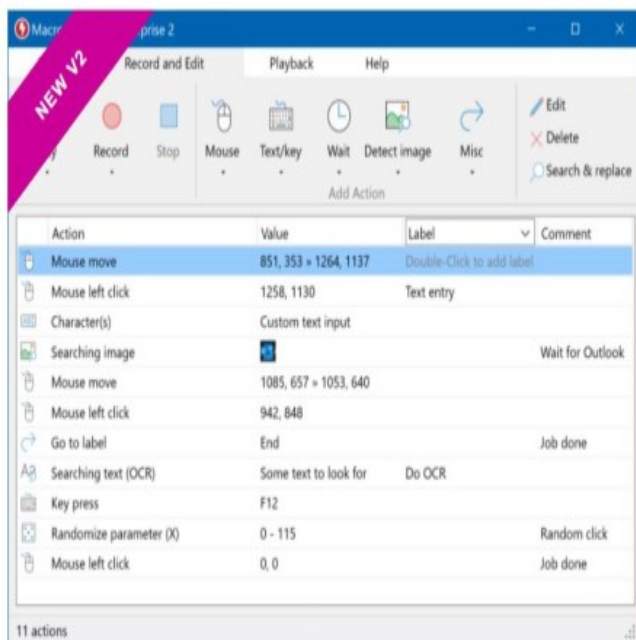 Macro prise 2
NEW V2
Record and Edit Playback Help
Record Stop Mouse Text/key Wait Detect image Misc
Edit
Delete
Search & replace
Add Action
Action Value Label Comment
Mouse move 851, 353 » 1264, 1137 Double-Click to add label
Mouse left click 1258, 1130 Text entry
Character(s) Custom text input
Searching image Wait for Outlook
Mouse move 1085, 657 » 1053, 640
Mouse left click 942, 848
Go to label End Job done
Searching text (OCR) Some text to look for Do OCR
Key press F12
Randomize parameter (X) 0 - 115 Random click
Mouse left click 0, 0 Job done
11 actions